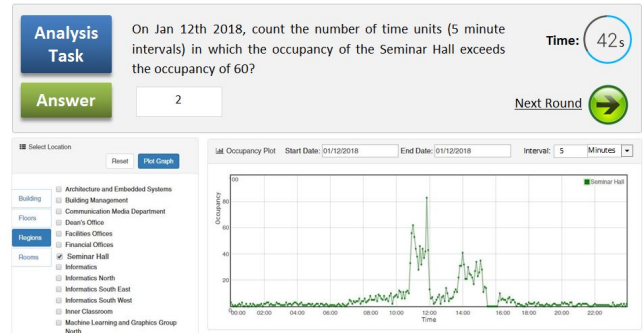 Analysis
Task
On Jan 12th 2018, count the number of time units (5 minute
intervals) in which the occupancy of the Seminar Hall exceeds
the occupancy of 60?
Time: 42s
Answer
2
Next Round
Select Location
Reset Plot Graph
Building
Floors
Regions
Rooms
Architecture and Embedded Systems
Building Management
Communication Media Department
Dean's Office
Facilities Offices
Financial Offices
Seminar Hall
Informatics
Informatics North
Informatics South East
Informatics South West
Inner Classroom
Machine Learning and Graphics Group
North
Occupancy Plot Start Date: 01/12/2018 End Date: 01/12/2018 Interval: 5 Minutes
00
Seminar Hall
80
60
40
20
Occupancy
00:00 02:00 04:00 06:00 08:00 10:00 12:00 14:00 16:00 18:00 20:00 22:00
Time